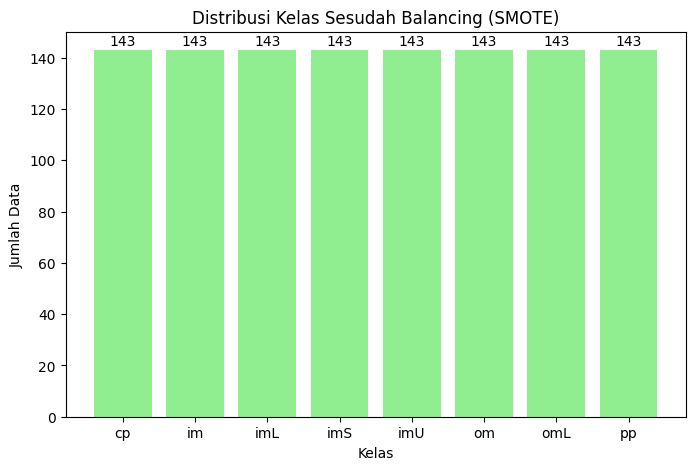 Distribusi Kelas Sesudah Balancing (SMOTE)
143 143 143 143 143 143 143 143
140
120
100
80
60
40
20
0
Jumlah Data
cp im imL imS imU om omL pp
Kelas